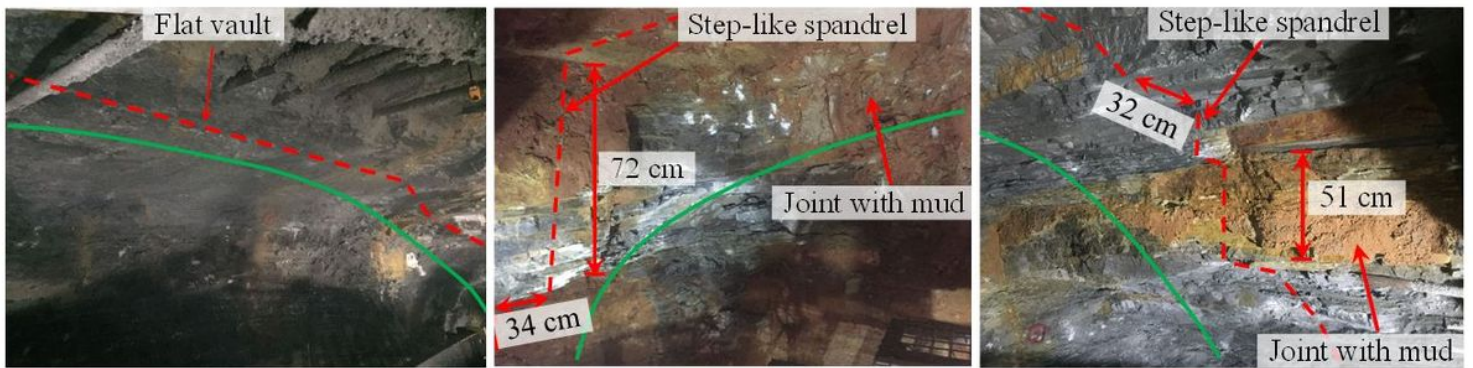 Flat vault
Step-like spandrel
72 cm
Joint with mud
34 cm
Step-like spandrel
32 cm
51 cm
Joint with mud